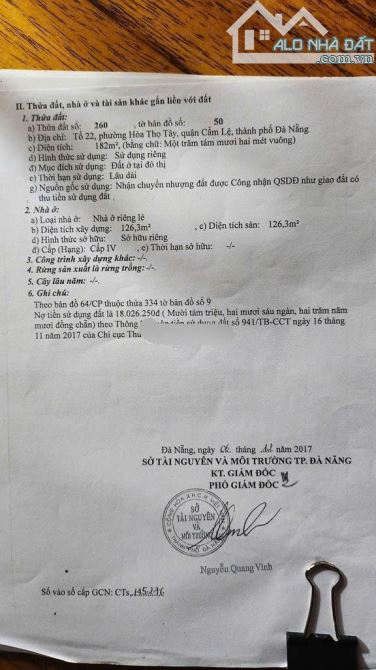 ALO NHÀ ĐẤT
.com.vn
II. Thửa đất, nhà ở và tài sản khác gắn liền với đất
1. Thửa đất:
a) Thửa đất số: 260 , tờ bản đồ số: 50
b) Địa chỉ: Tổ 22, phường Hòa Thọ Tây, quận Cẩm Lệ, thành phố Đà Nẵng
c) Diện tích: 182m², (bằng chữ: Một trăm tám mươi hai mét vuông)
d) Hình thức sử dụng: Sử dụng riêng
đ) Mục đích sử dụng: Đất ở tại đô thị
e) Thời hạn sử dụng: Lâu dài
g) Nguồn gốc sử dụng: Nhận chuyển nhượng đất được Công nhận QSDĐ như giao đất có
thu tiền sử dụng đất .
2. Nhà ở:
a) Loại nhà ở: Nhà ở riêng lẻ
b) Diện tích xây dựng: 126,3m² , c) Diện tích sàn: 126,3m²
d) Hình thức sở hữu: Sở hữu riêng
đ) Cấp (Hạng): Cấp IV , e) Thời hạn sở hữu: -/-
3. Công trình xây dựng khác: -/-
4. Rừng sản xuất là rừng trồng: -/-
5. Cây lâu năm: -/-
6. Ghi chú:
Theo bản đồ 64/CP thuộc thửa 334 tờ bản đồ số 9
Nợ tiền sử dụng đất là 18.026.250đ ( Mười tám triệu, hai mươi sáu ngàn, hai trăm năm
mươi đồng chẵn) theo Thông tiền sử dụng đất số 941/TB-CCT ngày 16 tháng
11 năm 2017 của Chi cục
Đà Nẵng, ngày tháng năm 2017
SỞ TÀI NGUYÊN VÀ MÔI TRƯỜNG TP. ĐÀ NẴNG
KT. GIÁM ĐỐC
PHÓ GIÁM ĐỐC
SỞ
TÀI NGUYÊN
VÀ
MÔI TRƯỜNG
Nguyễn Quang Vinh
Số vào sổ cấp GCN: CTs